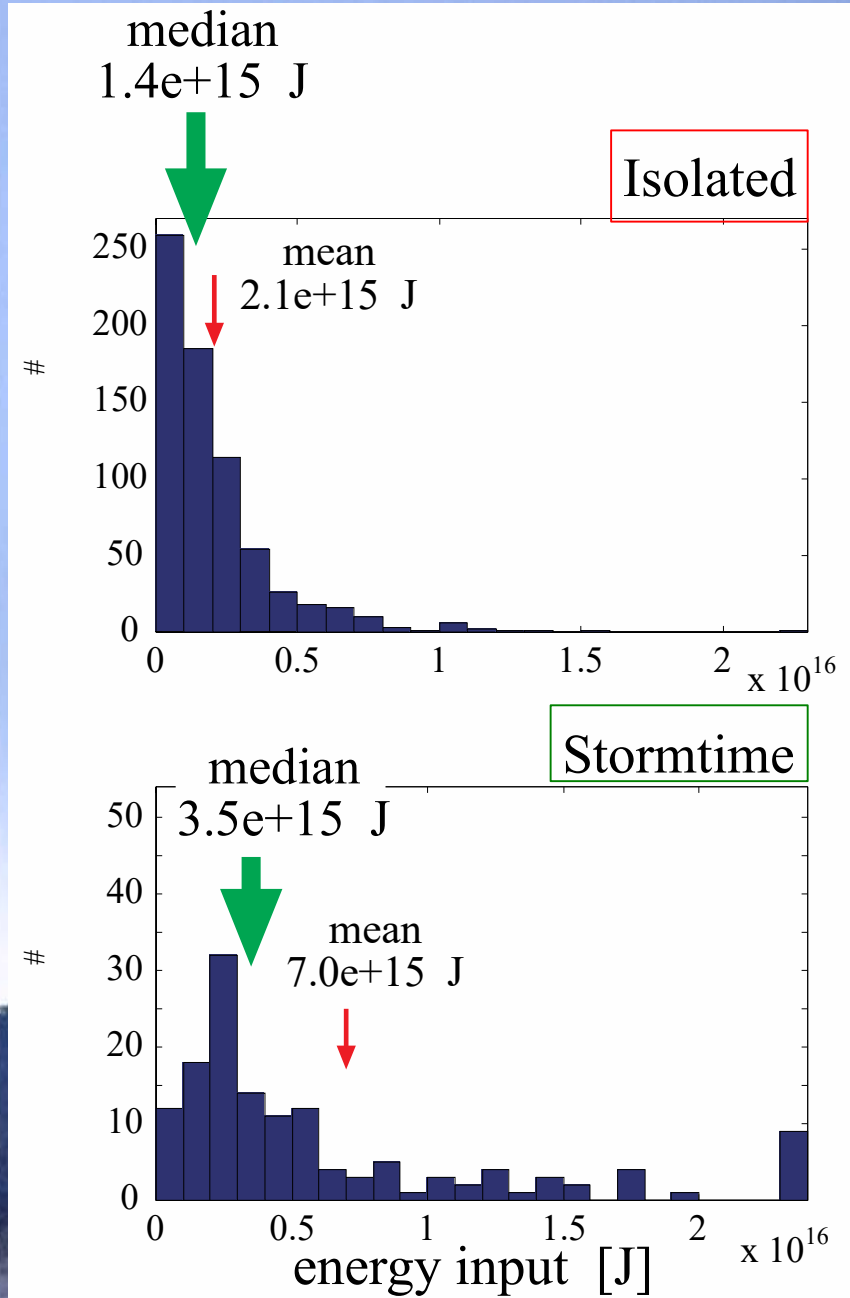 median
1.4e+15 J
Isolated
mean
2.1e+15 J
250
200
150
100
50
0
#
0 0.5 1 1.5 2
x 10^16
Stormtime
median
3.5e+15 J
mean
7.0e+15 J
50
40
30
20
10
0
#
0 0.5 1 1.5 2
x 10^16
energy input [J]